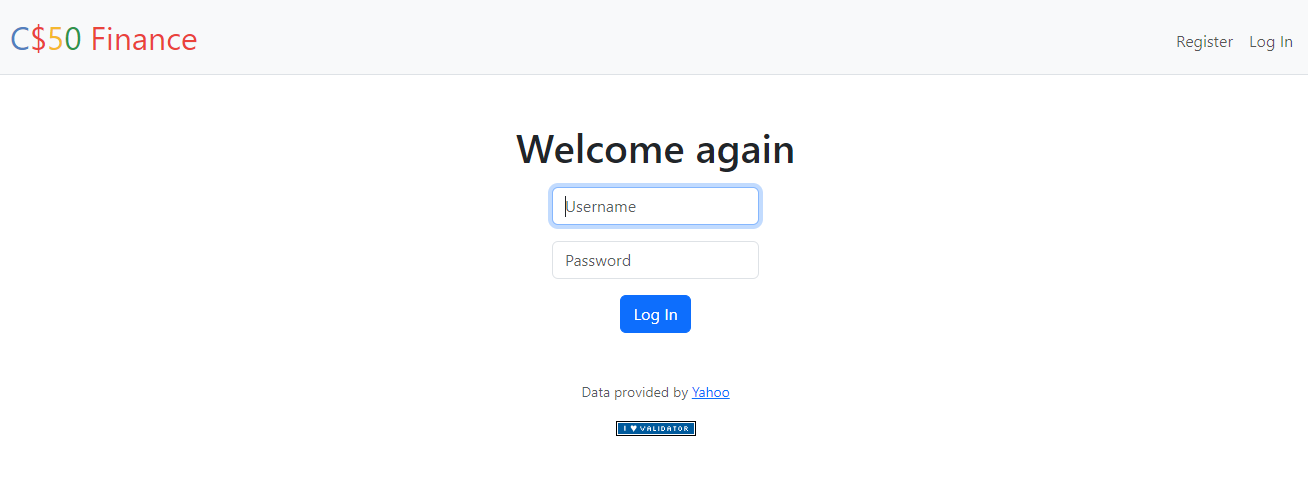 C$50 Finance
Register Log In
Welcome again
Username
Password
Log In
Data provided by Yahoo
I ♥ VALIDATOR